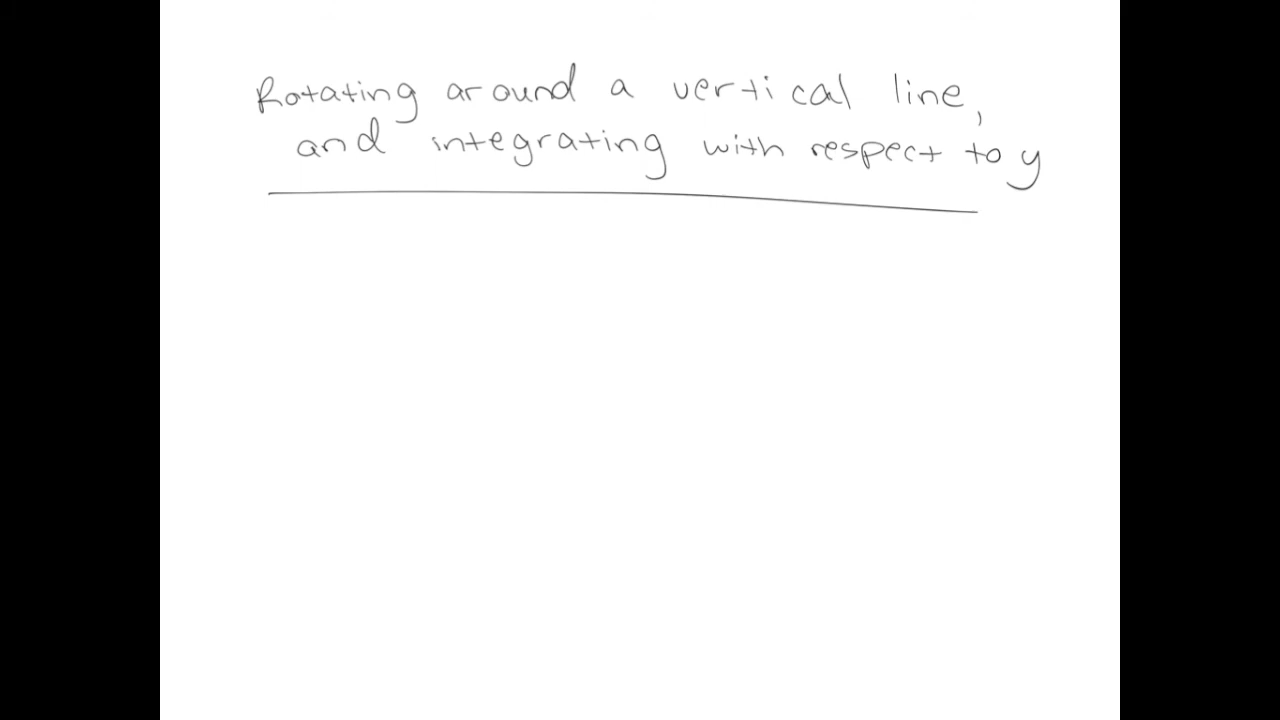 Rotating around a vertical line,
and integrating with respect to y